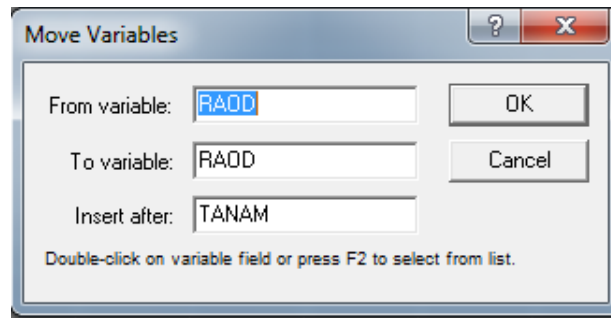 Move Variables
From variable: RAOD OK
To variable: RAOD Cancel
Insert after: TANAM
Double-click on variable field or press F2 to select from list.